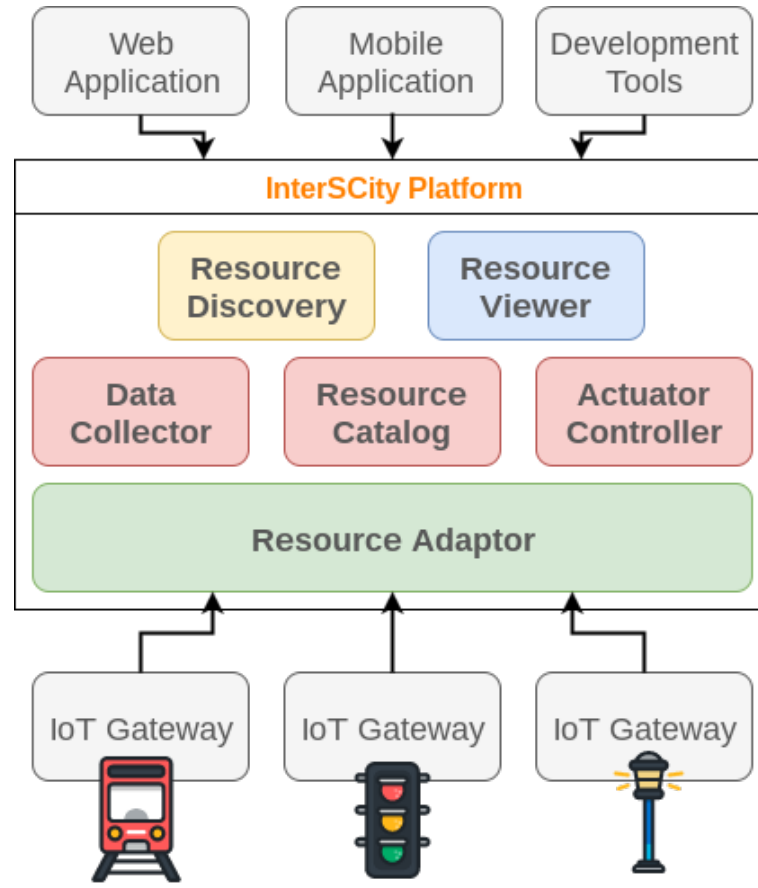 Web
Application
Mobile
Application
Development
Tools
InterSCity Platform
Resource
Discovery
Resource
Viewer
Data
Collector
Resource
Catalog
Actuator
Controller
Resource Adaptor
IoT Gateway
IoT Gateway
IoT Gateway